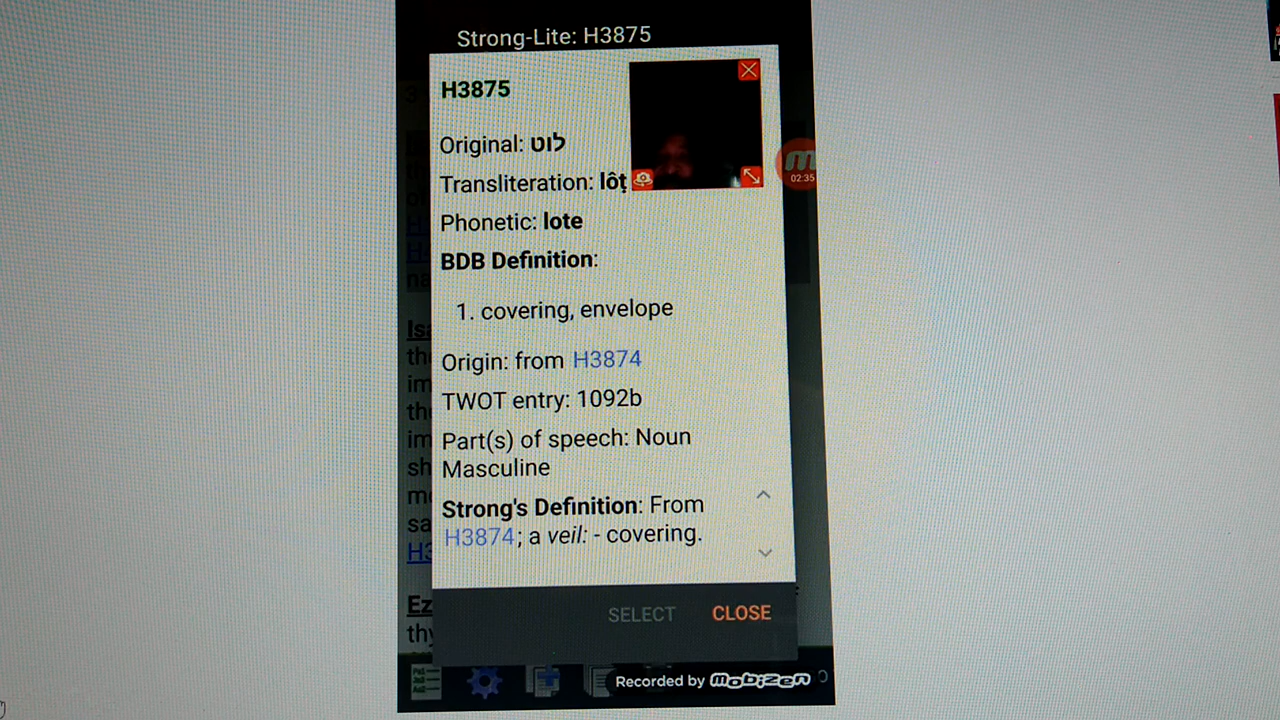 Strong-Lite: H3875
H3875
Original: לוט
Transliteration: lôṭ
Phonetic: lote
BDB Definition:
1. covering, envelope
Origin: from H3874
TWOT entry: 1092b
Part(s) of speech: Noun
Masculine
Strong's Definition: From
H3874; a veil: - covering.
SELECT CLOSE
02:35
Recorded by mobizen